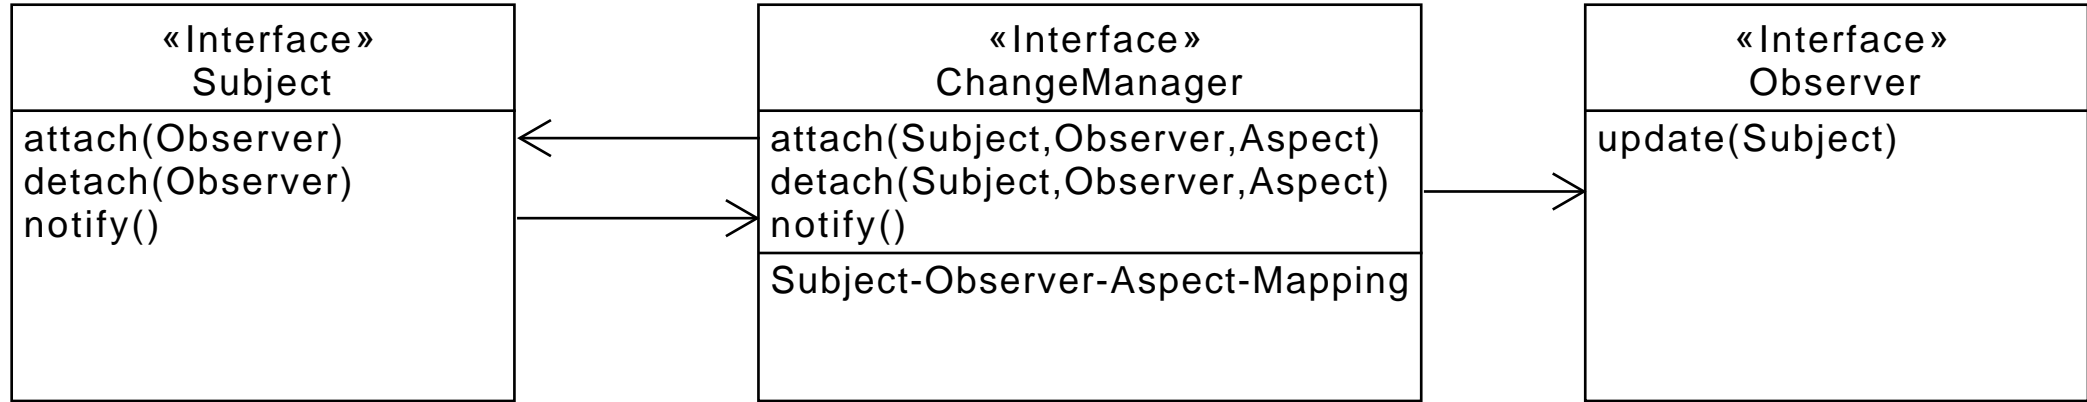 «Interface»
Subject
attach(Observer)
detach(Observer)
notify()
«Interface»
ChangeManager
attach(Subject,Observer,Aspect)
detach(Subject,Observer,Aspect)
notify()
Subject-Observer-Aspect-Mapping
«Interface»
Observer
update(Subject)